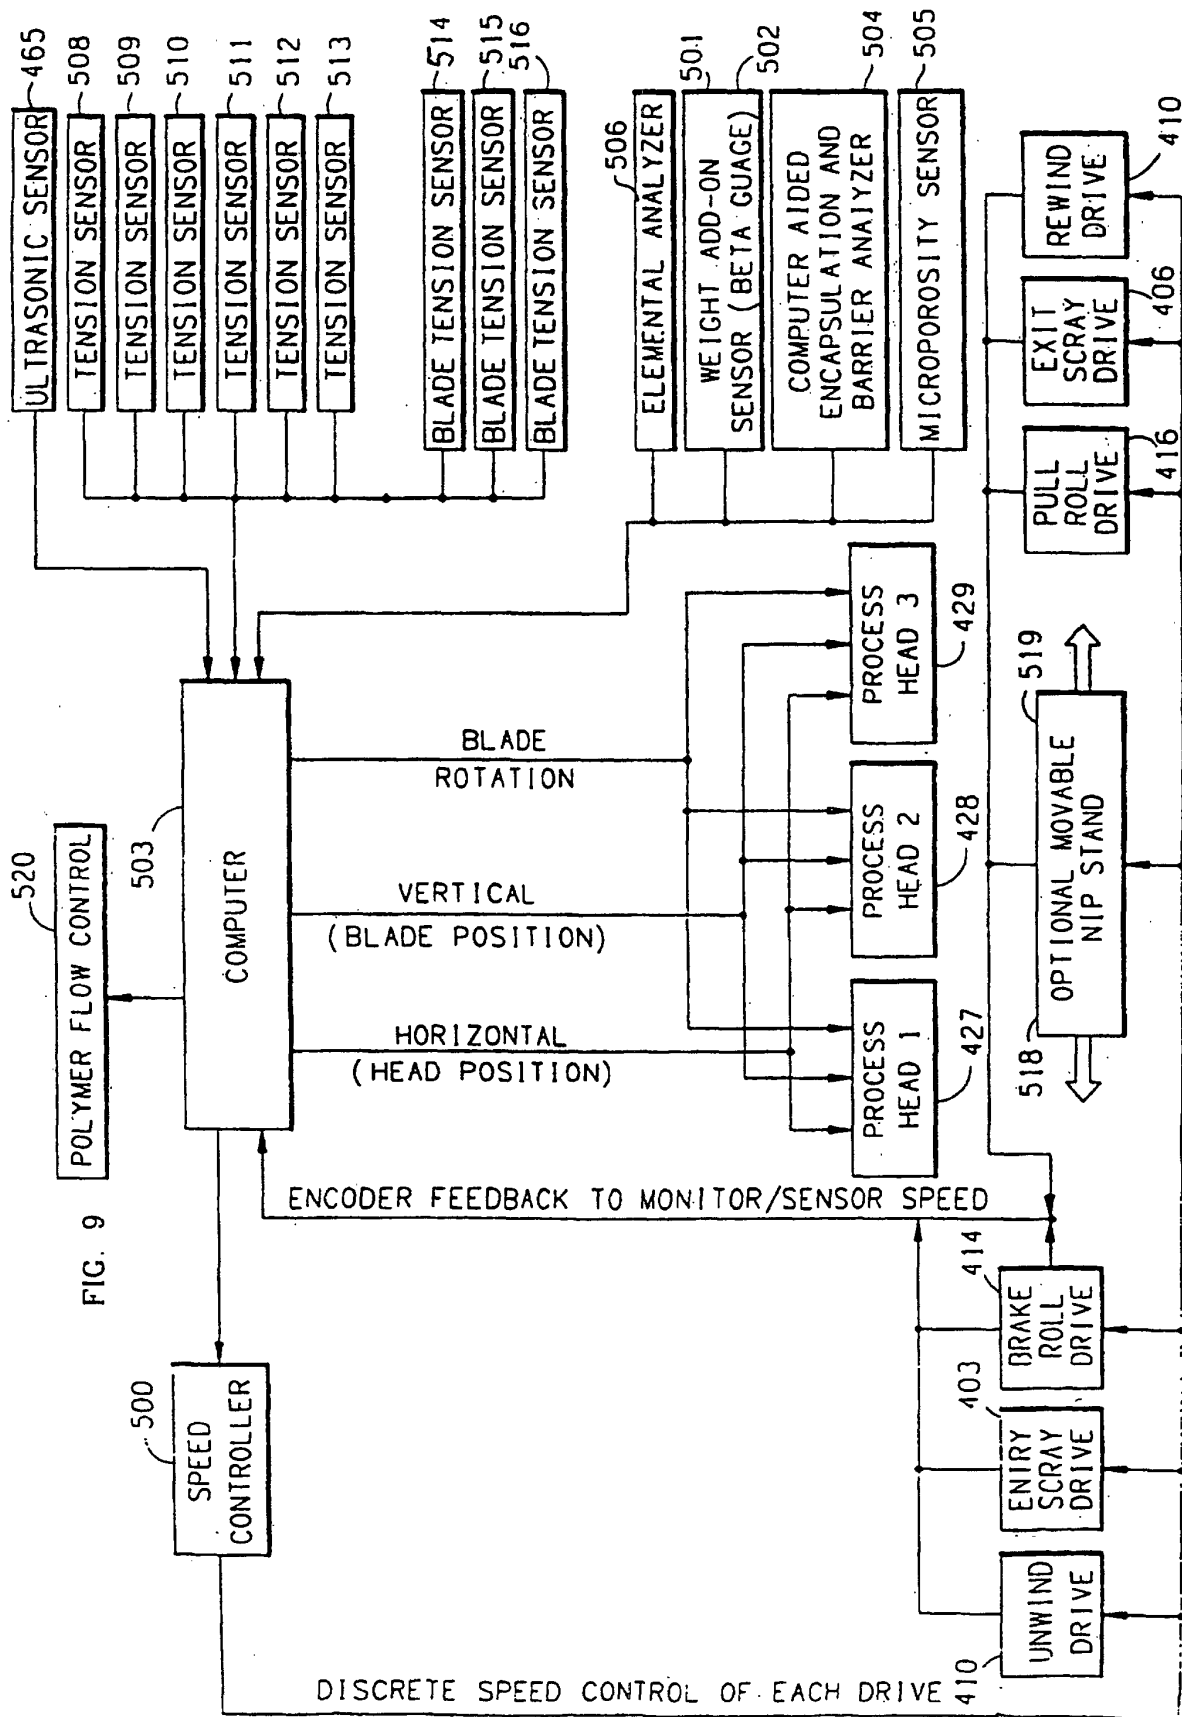 FIG. 9
520
POLYMER FLOW CONTROL
500
SPEED
CONTROLLER
503
COMPUTER
ULTRASONIC SENSOR
465
TENSION SENSOR
508
TENSION SENSOR
509
TENSION SENSOR
510
TENSION SENSOR
511
TENSION SENSOR
512
TENSION SENSOR
513
BLADE TENSION SENSOR
514
BLADE TENSION SENSOR
515
BLADE TENSION SENSOR
516
ELEMENTAL ANALYZER
506
WEIGHT ADD-ON
SENSOR (BETA GUAGE)
501
502
COMPUTER AIDED
ENCAPSULATION AND
BARRIER ANALYZER
504
MICROPOROSITY SENSOR
505
HORIZONTAL
(HEAD POSITION)
VERTICAL
(BLADE POSITION)
BLADE
ROTATION
PROCESS
HEAD 1
427
PROCESS
HEAD 2
428
PROCESS
HEAD 3
429
ENCODER FEEDBACK TO MONITOR/SENSOR SPEED
DISCRETE SPEED CONTROL OF EACH DRIVE
UNWIND
DRIVE
410
ENIRY
SCRAY
DRIVE
403
BRAKE
ROLL
DRIVE
414
518
OPTIONAL MOVABLE
NIP STAND
519
PULL
ROLL
DRIVE
416
EXIT
SCRAY
DRIVE
406
REWIND
DRIVE
410